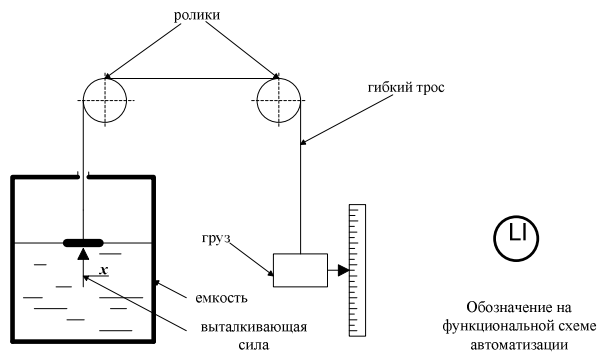 ролики
гибкий трос
груз
x
емкость
выталкивающая
сила
LI
Обозначение на
функциональной схеме
автоматизации